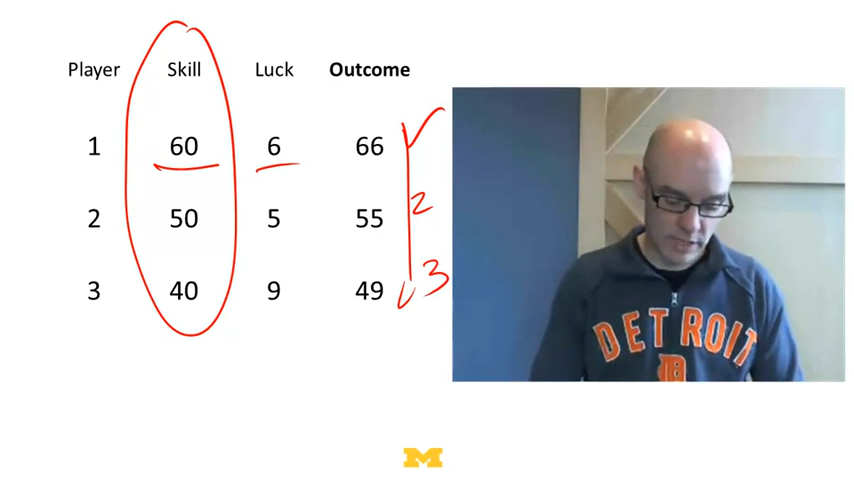 Player Skill Luck Outcome
1 60 6 66
2 50 5 55
2
3 40 9 49
3
DETROIT
D
M